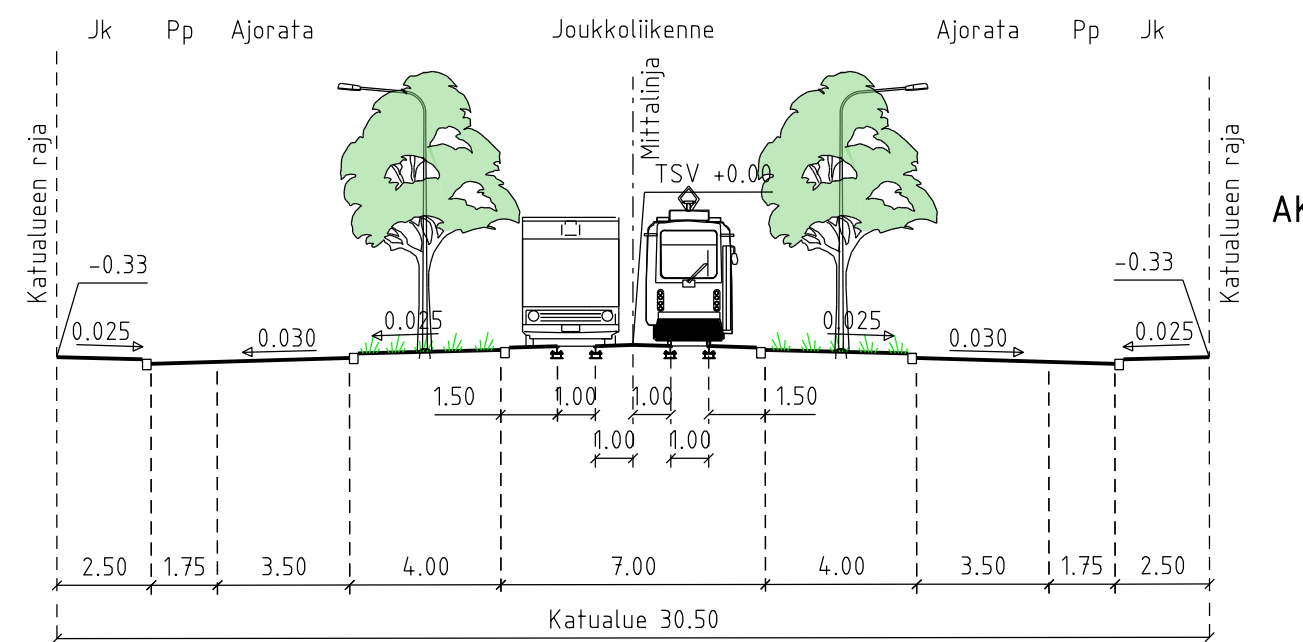 Jk Pp Ajorata Joukkoliikenne Ajorata Pp Jk
Katualueen raja
Mittalinja
Katualueen raja
TSV +0.00
-0.33
-0.33
0.025 0.030 0.025 0.025 0.030 0.025
1.50 1.00 1.00 1.50
1.00 1.00
2.50 1.75 3.50 4.00 7.00 4.00 3.50 1.75 2.50
Katualue 30.50